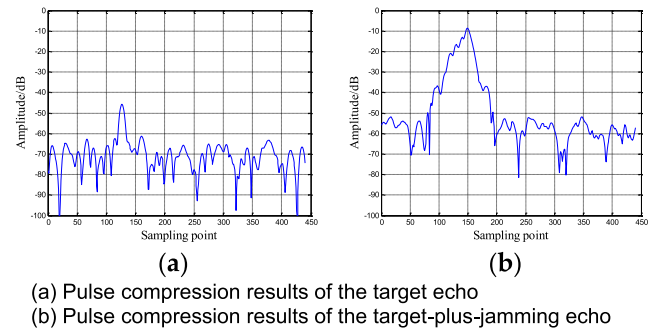 0
-10
-20
-30
-40
-50
-60
-70
-80
-90
-100
Amplitude/dB
0 50 100 150 200 250 300 350 400 450
Sampling point
(a)
0
-10
-20
-30
-40
-50
-60
-70
-80
-90
-100
Amplitude/dB
0 50 100 150 200 250 300 350 400 450
Sampling point
(b)
(a) Pulse compression results of the target echo
(b) Pulse compression results of the target-plus-jamming echo